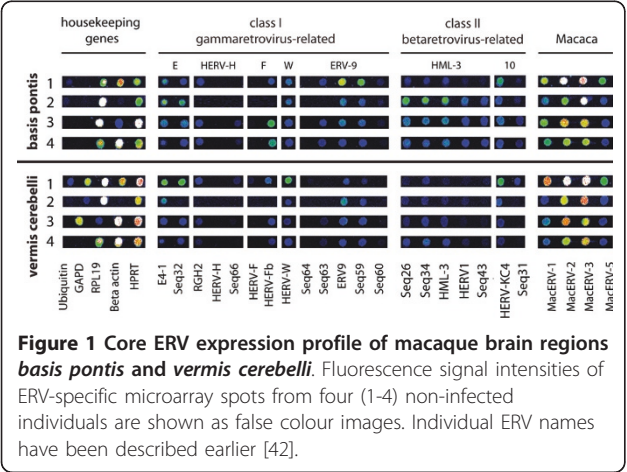 housekeeping genes
class I
gammaretrovirus-related
class II
betaretrovirus-related
Macaca
E HERV-H F W ERV-9 HML-3 10
basis pontis
1
2
3
4
vermis cerebelli
1
2
3
4
Ubiquitin
GAPD
RPL19
Beta actin
HPRT
E4-1
Seq32
RGH2
HERV-H
Seq66
HERV-F
HERV-Fb
HERV-W
Seq64
Seq63
ERV9
Seq59
Seq60
Seq26
Seq34
HML-3
HERV1
Seq43
HERV-KC4
Seq31
MacERV-1
MacERV-2
MacERV-3
MacERV-5
Figure 1 Core ERV expression profile of macaque brain regions
basis pontis and vermis cerebelli. Fluorescence signal intensities of
ERV-specific microarray spots from four (1-4) non-infected
individuals are shown as false colour images. Individual ERV names
have been described earlier [42].